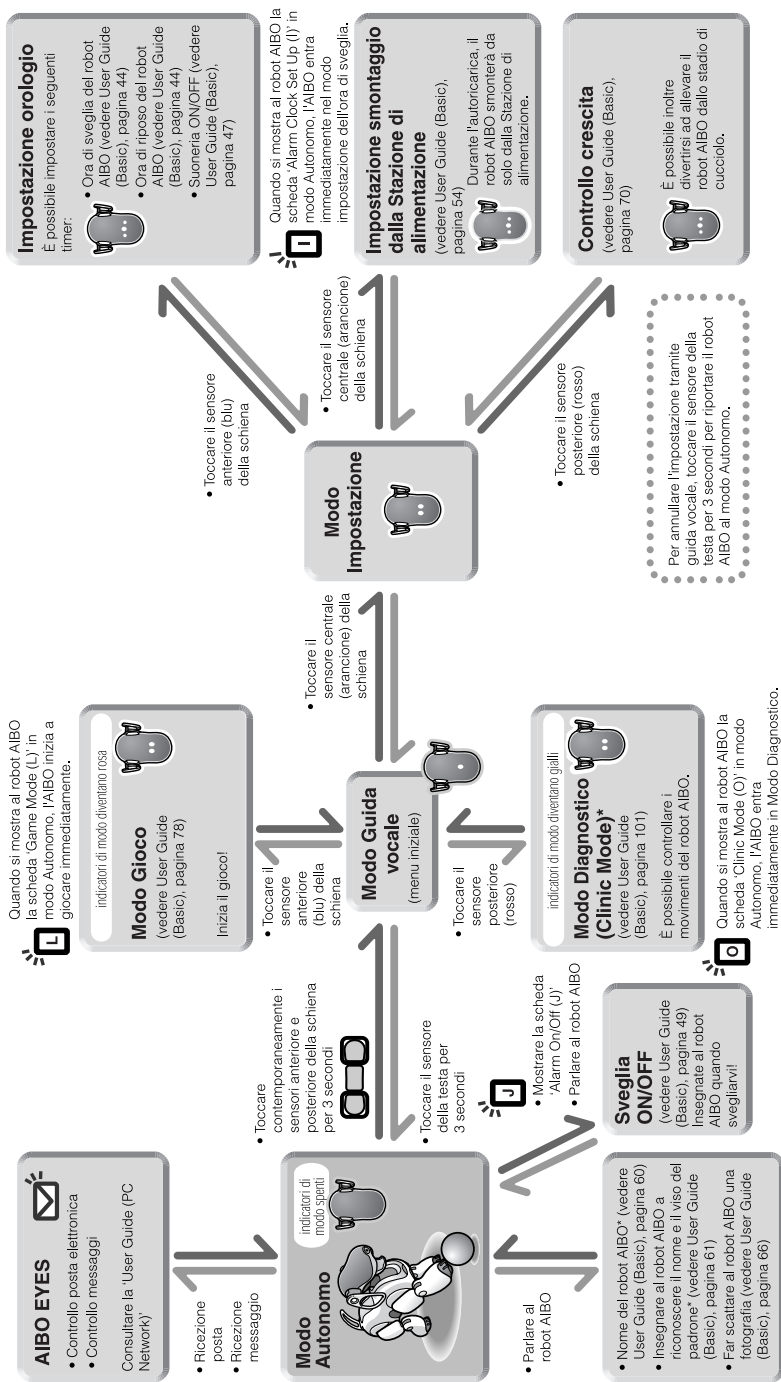 AIBO EYES
• Controllo posta elettronica
• Controllo messaggi
Consultare la 'User Guide (PC
Network)'
• Ricezione
posta
• Ricezione
messaggio
Modo
Autonomo
indicatori di
modo spenti
• Parlare al
robot AIBO
• Nome del robot AIBO* (vedere
User Guide (Basic), pagina 60)
• Insegnare al robot AIBO a
riconoscere il nome e il viso del
padrone* (vedere User Guide
(Basic), pagina 61)
• Far scattare al robot AIBO una
fotografia (vedere User Guide
(Basic), pagina 66)
• Toccare
contemporaneamente i
sensori anteriore e
posteriore della schiena
per 3 secondi
• Toccare il sensore
della testa per
3 secondi
J
• Mostrare la scheda
'Alarm On/Off (J)'
• Parlare al robot AIBO
Sveglia
ON/OFF
(vedere User Guide
(Basic), pagina 49)
Insegnate al robot
AIBO quando
svegliarvi!
Quando si mostra al robot AIBO
la scheda 'Game Mode (L)' in
modo Autonomo, l'AIBO inizia a
giocare immediatamente.
L
indicatori di modo diventano rosa
Modo Gioco
(vedere User Guide
(Basic), pagina 78)
Inizia il gioco!
• Toccare il
sensore
anteriore
(blu) della
schiena
Modo Guida
vocale
(menu iniziale)
• Toccare il
sensore
posteriore
(rosso)
indicatori di modo diventano gialli
Modo Diagnostico
(Clinic Mode)*
(vedere User Guide
(Basic), pagina 101)
È possibile controllare i
movimenti del robot AIBO.
O
Quando si mostra al robot AIBO la
scheda 'Clinic Mode (O)' in modo
Autonomo, l'AIBO entra
immediatamente in Modo Diagnostico.
• Toccare il
sensore centrale
(arancione) della
schiena
Modo
Impostazione
• Toccare il sensore
anteriore (blu)
della schiena
• Toccare il sensore
centrale (arancione)
della schiena
• Toccare il sensore
posteriore (rosso)
della schiena
Per annullare l'impostazione tramite
guida vocale, toccare il sensore della
testa per 3 secondi per riportare il robot
AIBO al modo Autonomo.
Impostazione orologio
È possibile impostare i seguenti
timer:
• Ora di sveglia del robot
AIBO (vedere User Guide
(Basic), pagina 44)
• Ora di riposo del robot
AIBO (vedere User Guide
(Basic), pagina 44)
• Suoneria ON/OFF (vedere
User Guide (Basic),
pagina 47)
I
Quando si mostra al robot AIBO la
scheda 'Alarm Clock Set Up (I)' in
modo Autonomo, l'AIBO entra
immediatamente nel modo
impostazione dell'ora di sveglia.
Impostazione smontaggio
dalla Stazione di
alimentazione
(vedere User Guide (Basic),
pagina 54)
Durante l'autoricarica, il
robot AIBO smonterà da
solo dalla Stazione di
alimentazione.
Controllo crescita
(vedere User Guide (Basic),
pagina 70)
È possibile inoltre
divertirsi ad allevare il
robot AIBO dallo stadio di
cucciolo.